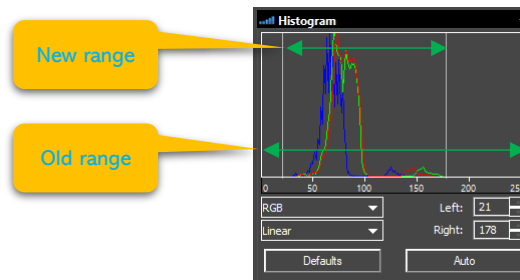 Histogram
New range
Old range
0 50 100 150 200 25
RGB Left: 21
Linear Right: 178
Defaults Auto